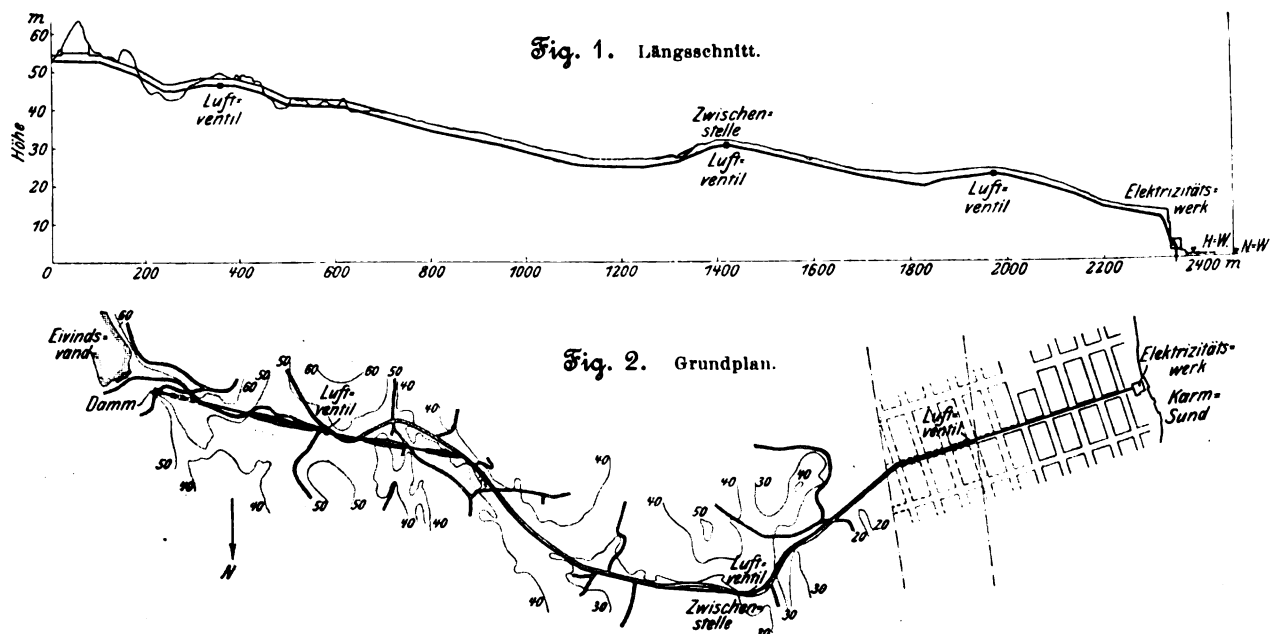 m
60
50
40
30
20
10
Höhe
Fig. 1. Längsschnitt.
Luft=
ventil
Zwischen=
stelle
Luft=
ventil
Luft=
ventil
Elektrizitäts=
werk
H=W.
N=W
0
200
400
600
800
1000
1200
1400
1600
1800
2000
2200
2400 m
Fig. 2. Grundplan.
Eivinds=
vand
Damm
60
60
50
50
60
60
50
40
40
Luft=
ventil
50
40
40
50
50
40
40
40
N
40
40
30
Luft=
ventil
Zwischen=
stelle
40
50
40
30
40
20
20
30
30
30
Luft=
ventil
Elektrizitäts=
werk
Karm=
Sund